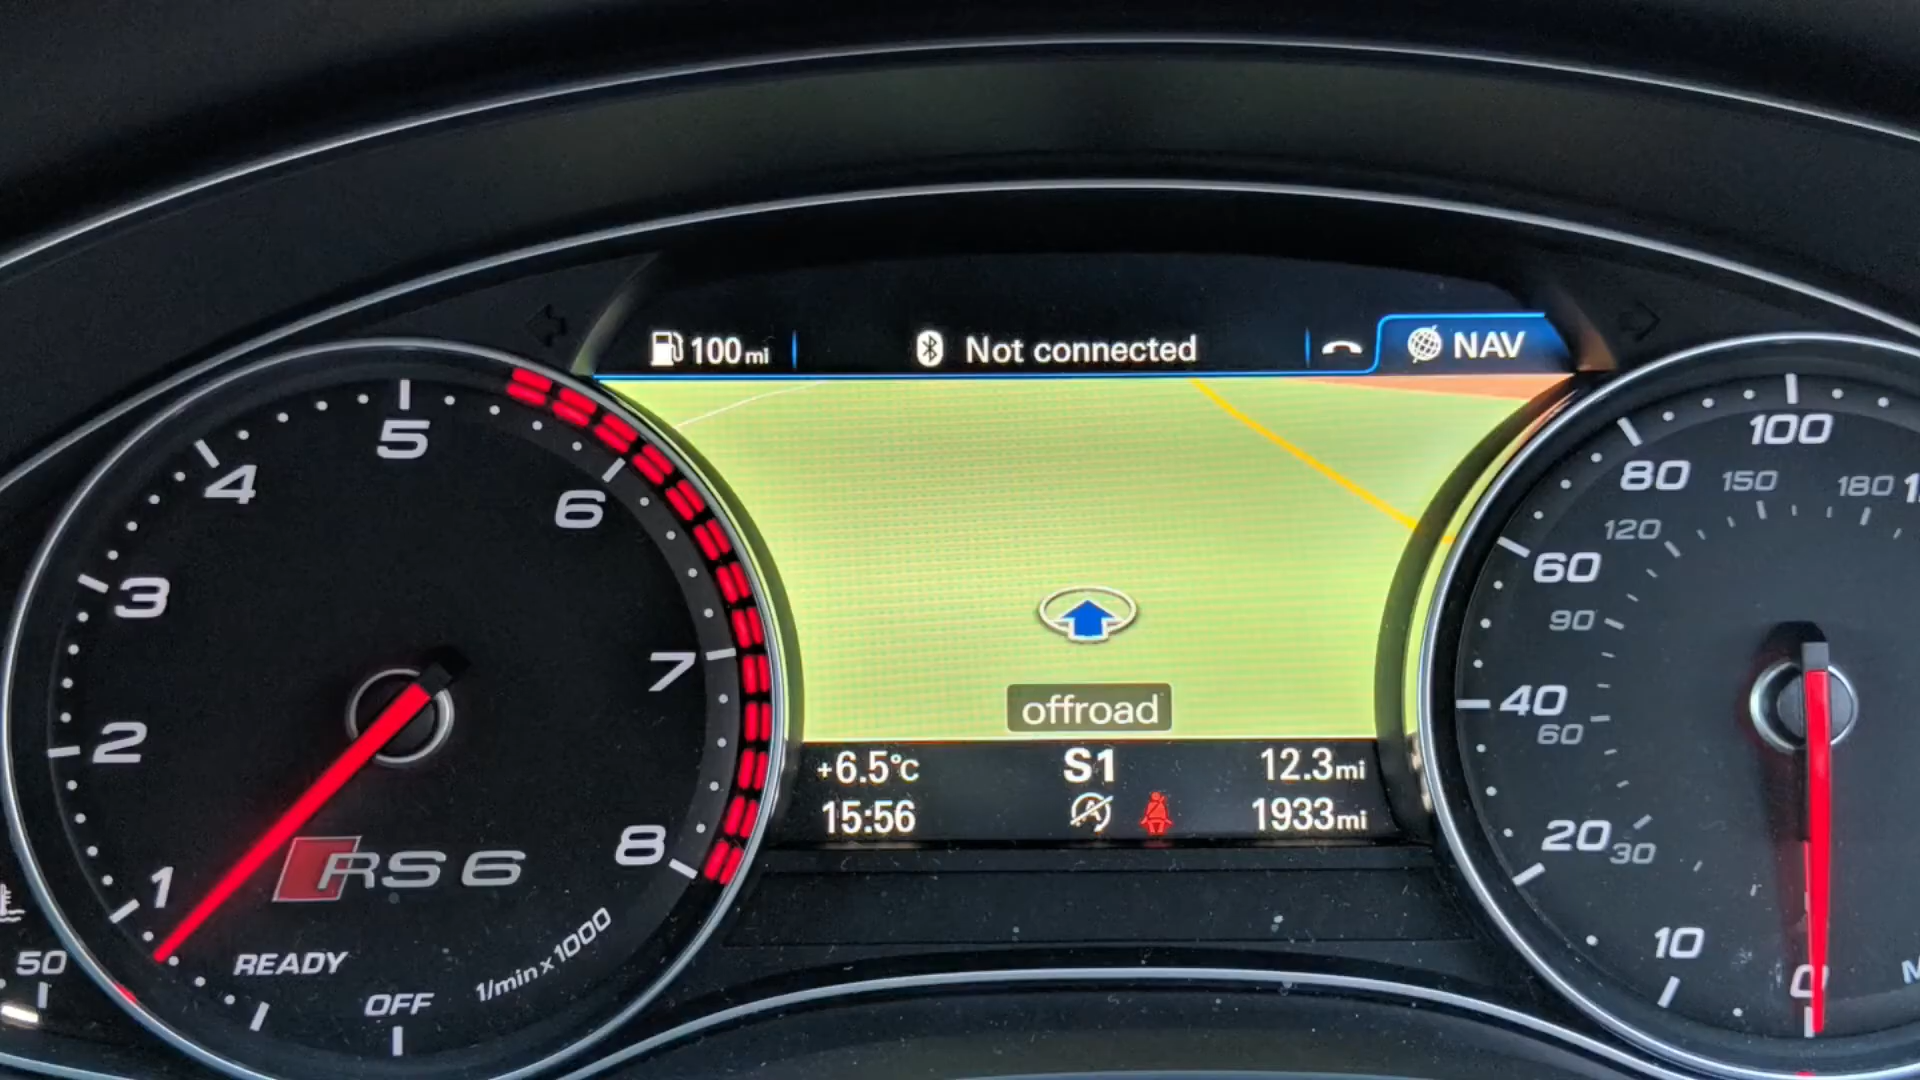 100mi
Not connected
NAV
offroad
+6.5°C
S1
12.3mi
15:56
1933mi
OFF
READY
1
2
3
4
5
6
7
8
RS 6
1/min x 1000
50
0
10
20
40
60
80
100
30
60
90
120
150
180